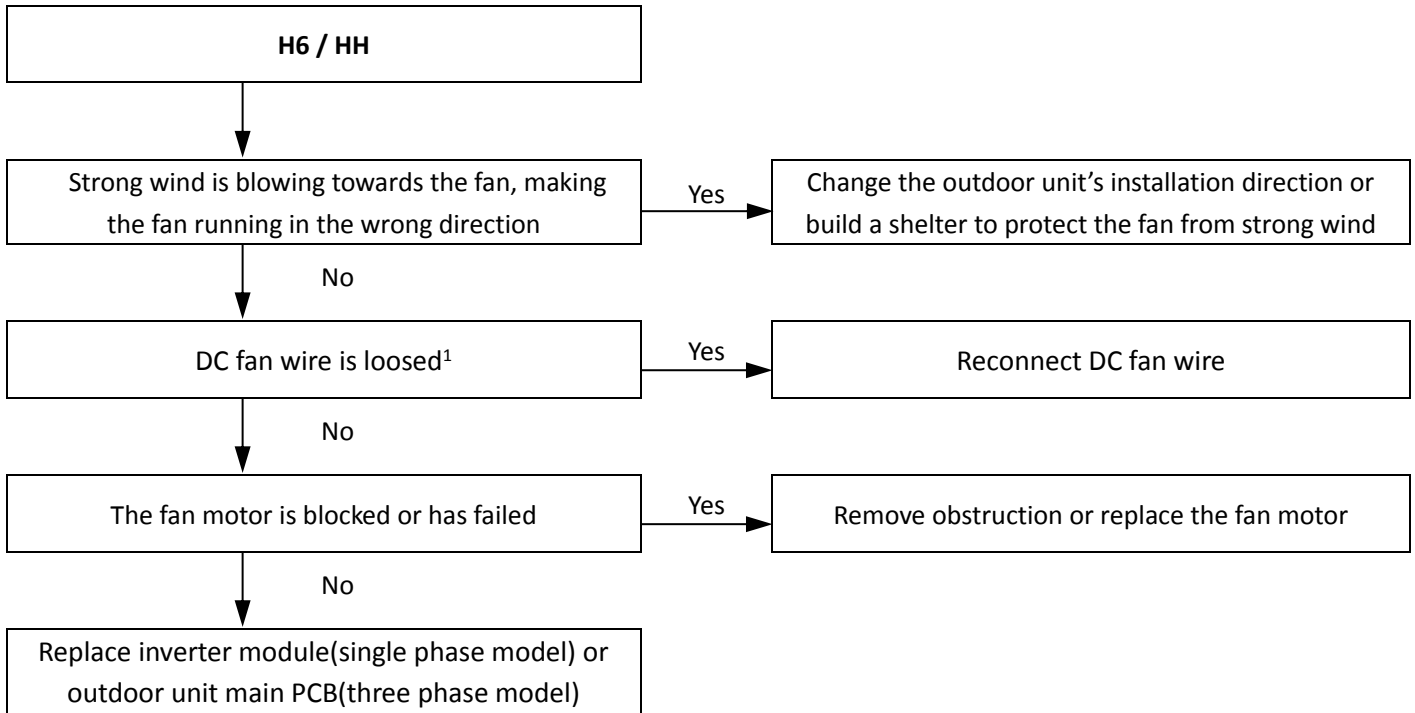 H6 / HH
Strong wind is blowing towards the fan, making
the fan running in the wrong direction
Yes
Change the outdoor unit’s installation direction or
build a shelter to protect the fan from strong wind
No
DC fan wire is loosed¹
Yes
Reconnect DC fan wire
No
The fan motor is blocked or has failed
Yes
Remove obstruction or replace the fan motor
No
Replace inverter module(single phase model) or
outdoor unit main PCB(three phase model)